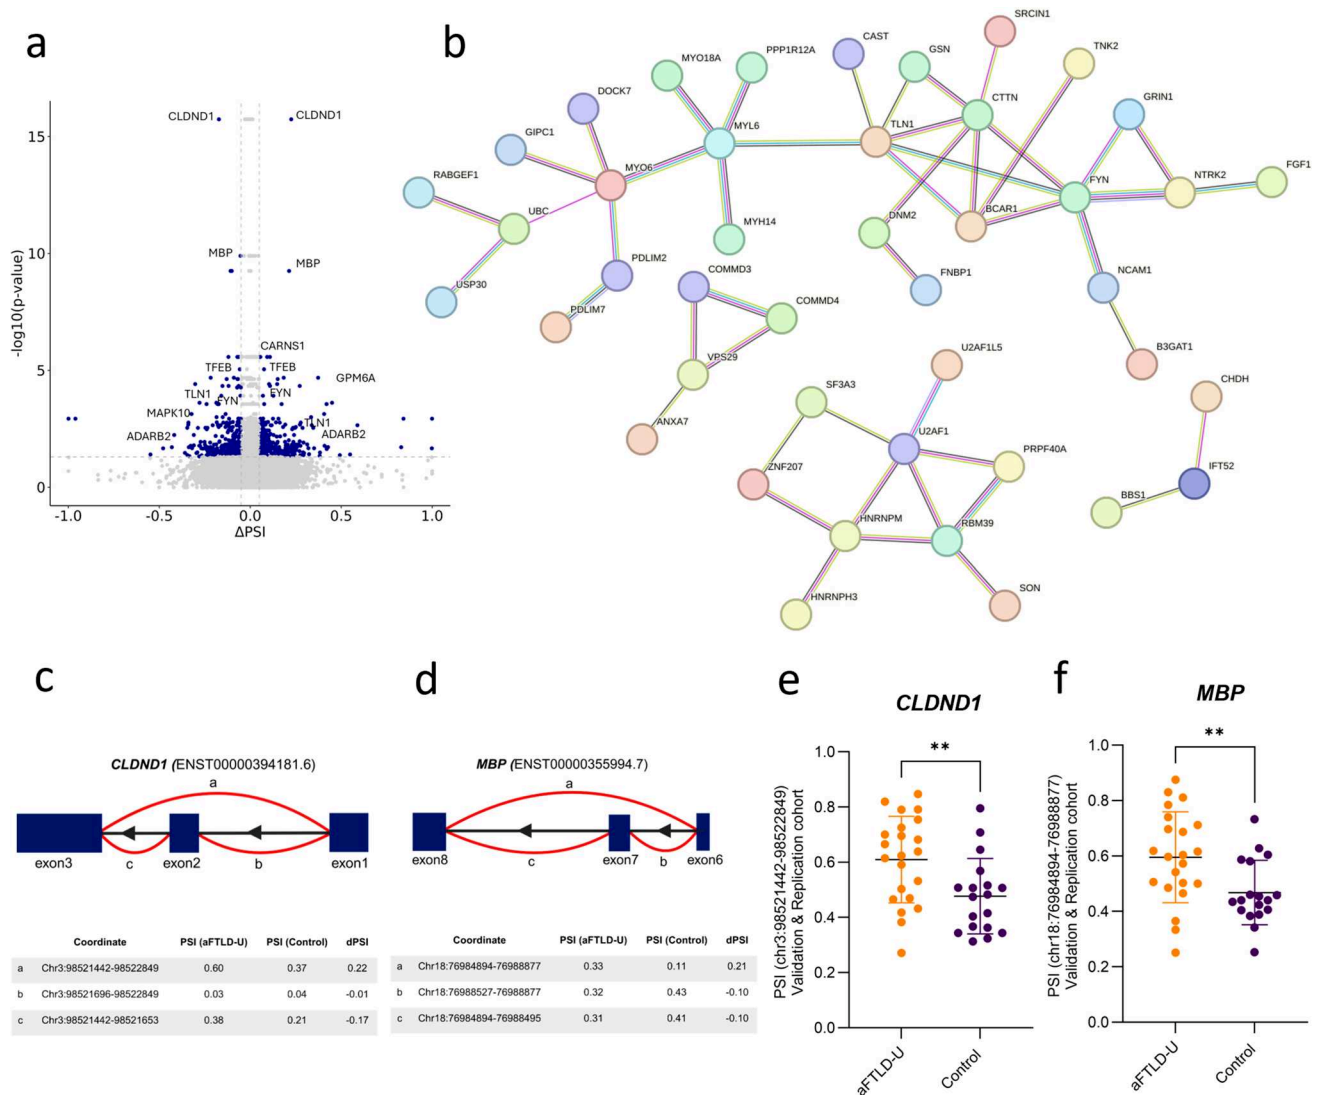 a
CLDND1
CLDND1
MBP
MBP
CARNS1
TFEB
TFEB
GPM6A
TLN1
FYN
FYN
MAPK10
TLN1
ADARB2
ADARB2
15
10
5
0
-log10(p-value)
-1.0
-0.5
0.0
0.5
1.0
ΔPSI
b
SRCIN1
CAST
GSN
TNK2
MYO18A
PPP1R12A
DOCK7
CTTN
GRIN1
TLN1
MYL6
GIPC1
MYO6
FGF1
RABGEF1
NTRK2
FYN
UBC
BCAR1
DNM2
MYH14
PDLIM2
COMMD3
FNBP1
NCAM1
USP30
COMMD4
PDLIM7
VPS29
B3GAT1
U2AF1L5
CHDH
SF3A3
ANXA7
U2AF1
PRPF40A
ZNF207
IFT52
BBS1
HNRNPM
RBM39
HNRNPH3
SON
c
CLDND1 (ENST00000394181.6)
a
exon3
c
exon2
b
exon1
Coordinate PSI (aFTLD-U) PSI (Control) dPSI
a Chr3:98521442-98522849 0.60 0.37 0.22
b Chr3:98521696-98522849 0.03 0.04 -0.01
c Chr3:98521442-98521653 0.38 0.21 -0.17
d
MBP (ENST00000355994.7)
a
exon8
c
exon7
b
exon6
Coordinate PSI (aFTLD-U) PSI (Control) dPSI
a Chr18:76984894-76988877 0.33 0.11 0.21
b Chr18:76988527-76988877 0.32 0.43 -0.10
c Chr18:76984894-76988495 0.31 0.41 -0.10
e
CLDND1
**
PSI (chr3:98521442-98522849)
Validation & Replication cohort
1.0
0.8
0.6
0.4
0.2
0.0
aFTLD-U
Control
f
MBP
**
PSI (chr18:76984894-76988877)
Validation & Replication cohort
1.0
0.8
0.6
0.4
0.2
0.0
aFTLD-U
Control